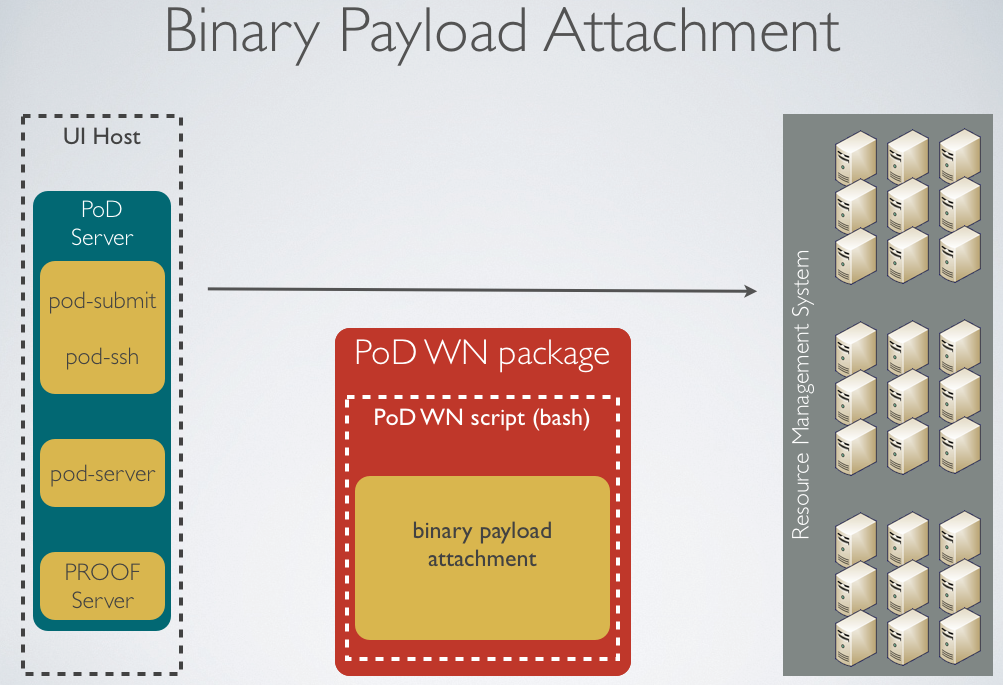 Binary Payload Attachment
UI Host
PoD
Server
pod-submit
pod-ssh
pod-server
PROOF
Server
PoD WN package
PoD WN script (bash)
binary payload
attachment
Resource Management System